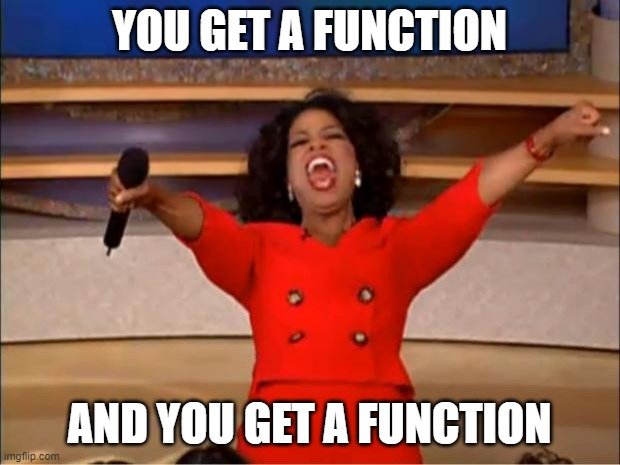 YOU GET A FUNCTION
AND YOU GET A FUNCTION
imgflip.com